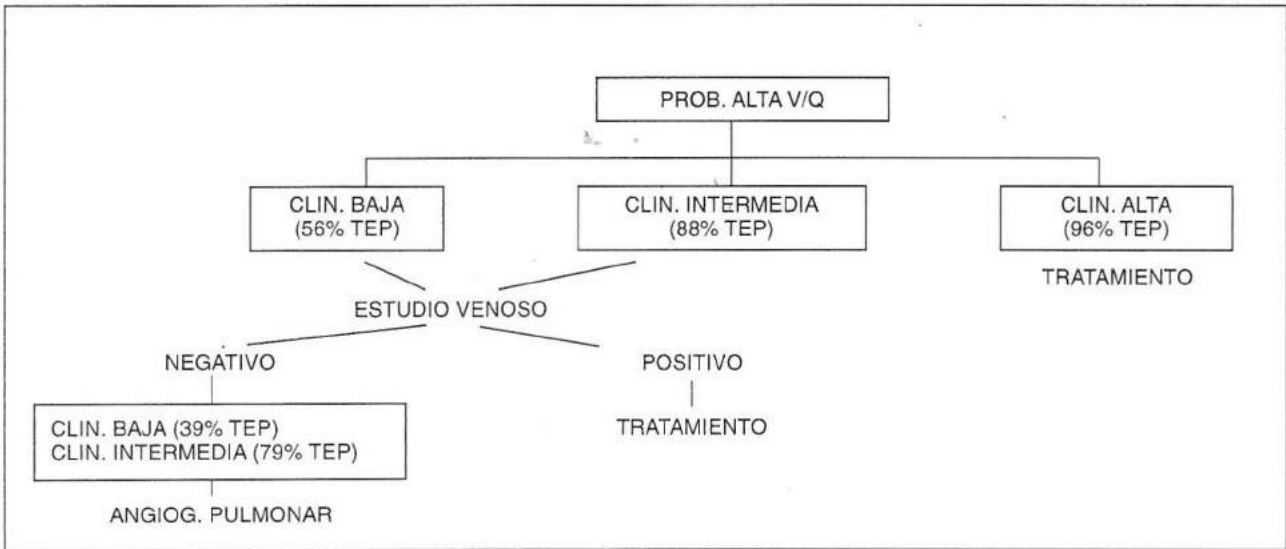 PROB. ALTA V/Q
CLIN. BAJA
(56% TEP)
CLIN. INTERMEDIA
(88% TEP)
CLIN. ALTA
(96% TEP)
TRATAMIENTO
ESTUDIO VENOSO
NEGATIVO
POSITIVO
CLIN. BAJA (39% TEP)
CLIN. INTERMEDIA (79% TEP)
TRATAMIENTO
ANGIOG. PULMONAR